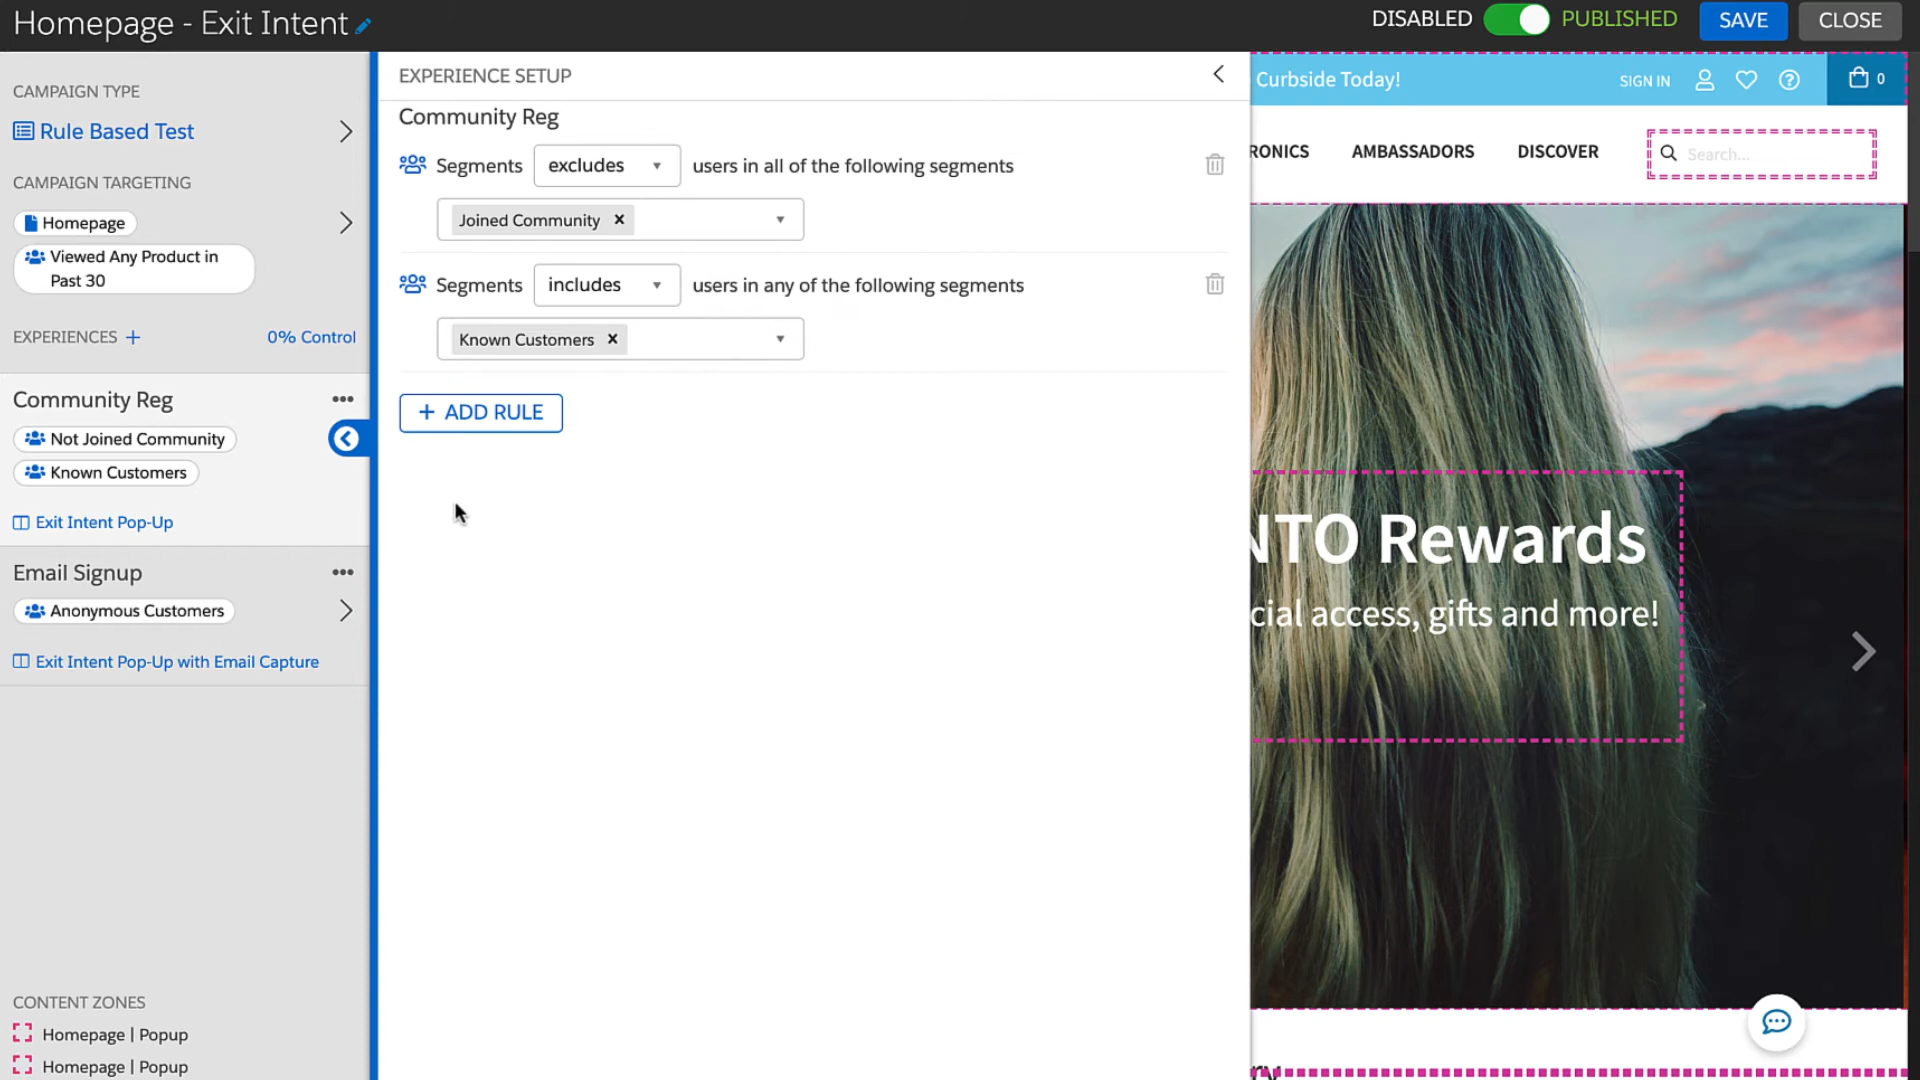 Homepage - Exit Intent
DISABLED PUBLISHED SAVE CLOSE
CAMPAIGN TYPE
Rule Based Test
CAMPAIGN TARGETING
Homepage
Viewed Any Product in
Past 30
EXPERIENCES + 0% Control
Community Reg
Not Joined Community
Known Customers
Exit Intent Pop-Up
Email Signup
Anonymous Customers
Exit Intent Pop-Up with Email Capture
CONTENT ZONES
Homepage | Popup
Homepage | Popup
EXPERIENCE SETUP
Community Reg
Segments excludes users in all of the following segments
Joined Community
Segments includes users in any of the following segments
Known Customers
+ ADD RULE
Curbside Today! SIGN IN 0
RONICS AMBASSADORS DISCOVER Search...
NTO Rewards
cial access, gifts and more!